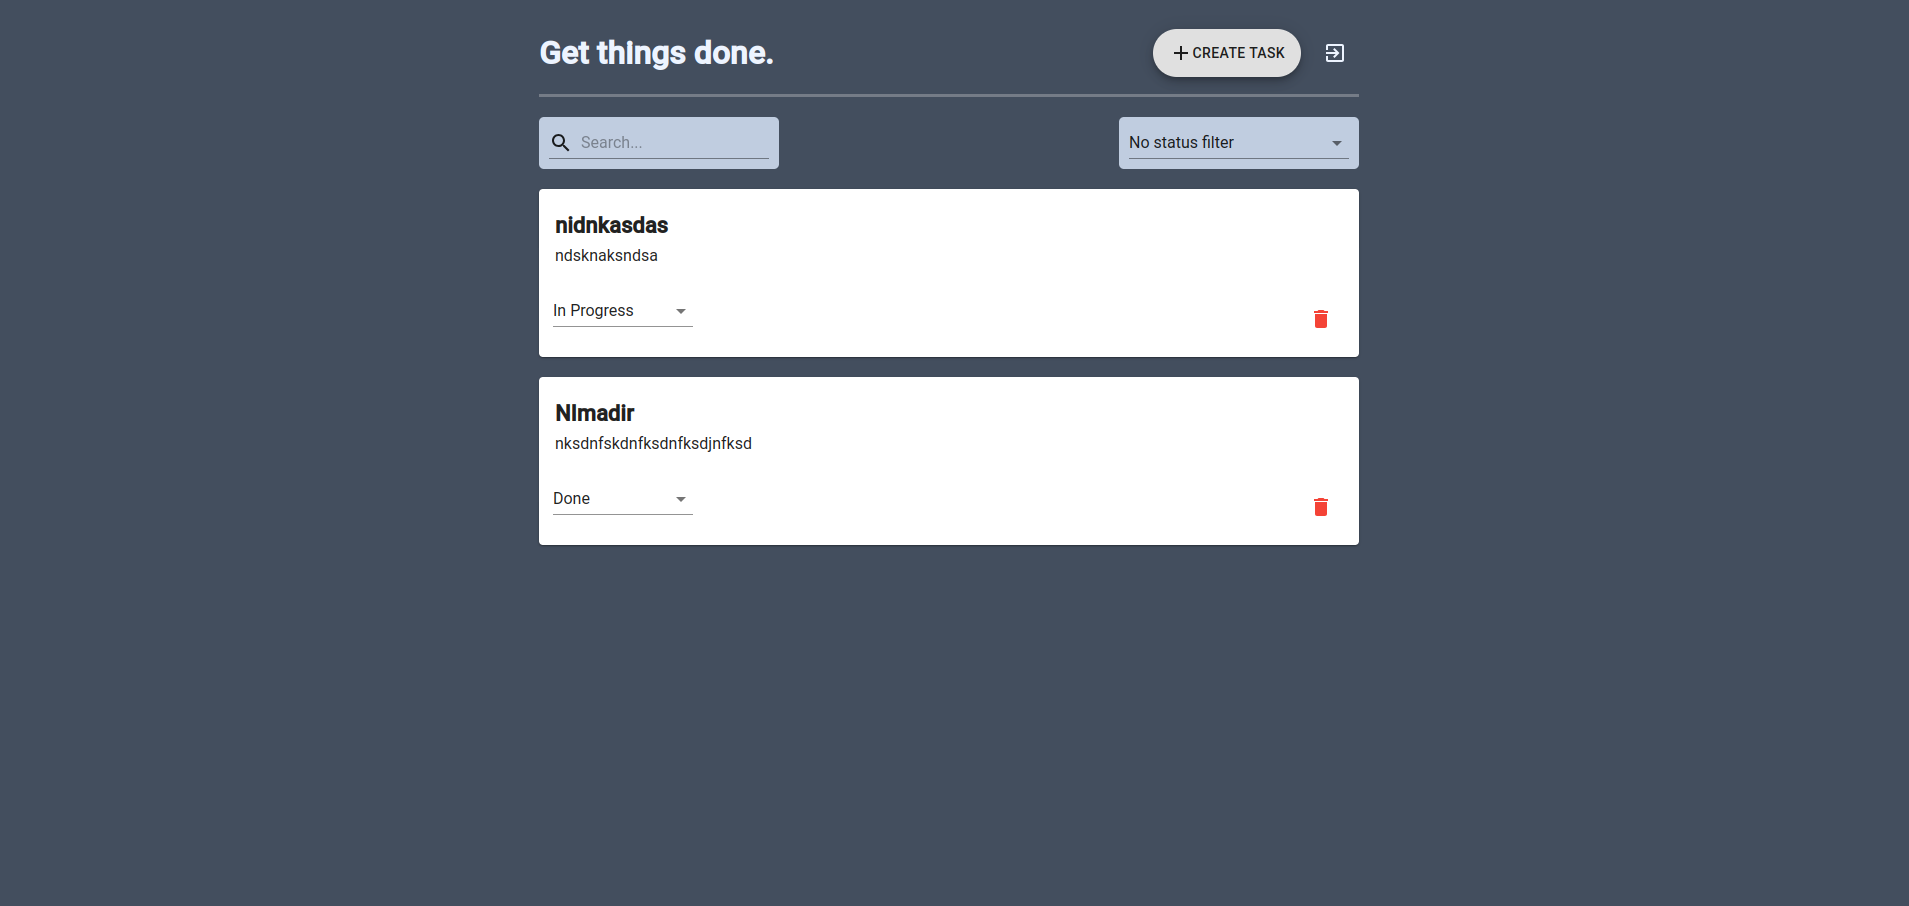 Get things done.
CREATE TASK
Search...
No status filter
nidnkasdas
ndsknaksndsa
In Progress
NImadir
nksdnfskdnfksdnfksdjnfksd
Done